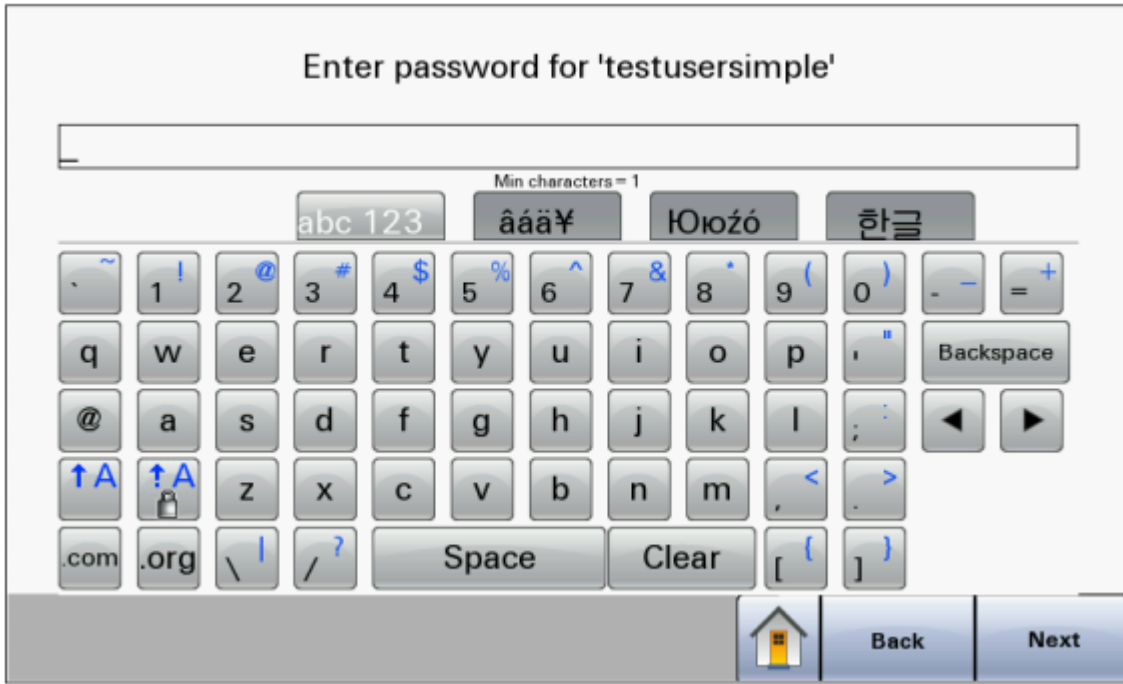 Enter password for 'testusersimple'
_
Min characters = 1
abc 123 âáä¥ Ююźó 한글
` ~ 1 ! 2 @ 3 # 4 $ 5 % 6 ^ 7 & 8 * 9 ( 0 ) - _ = +
q w e r t y u i o p ' " Backspace
@ a s d f g h j k l ; : ◀ ▶
↑A ↑A z x c v b n m , < . >
.com .org \ | / ? Space Clear [ { ] }
Back Next